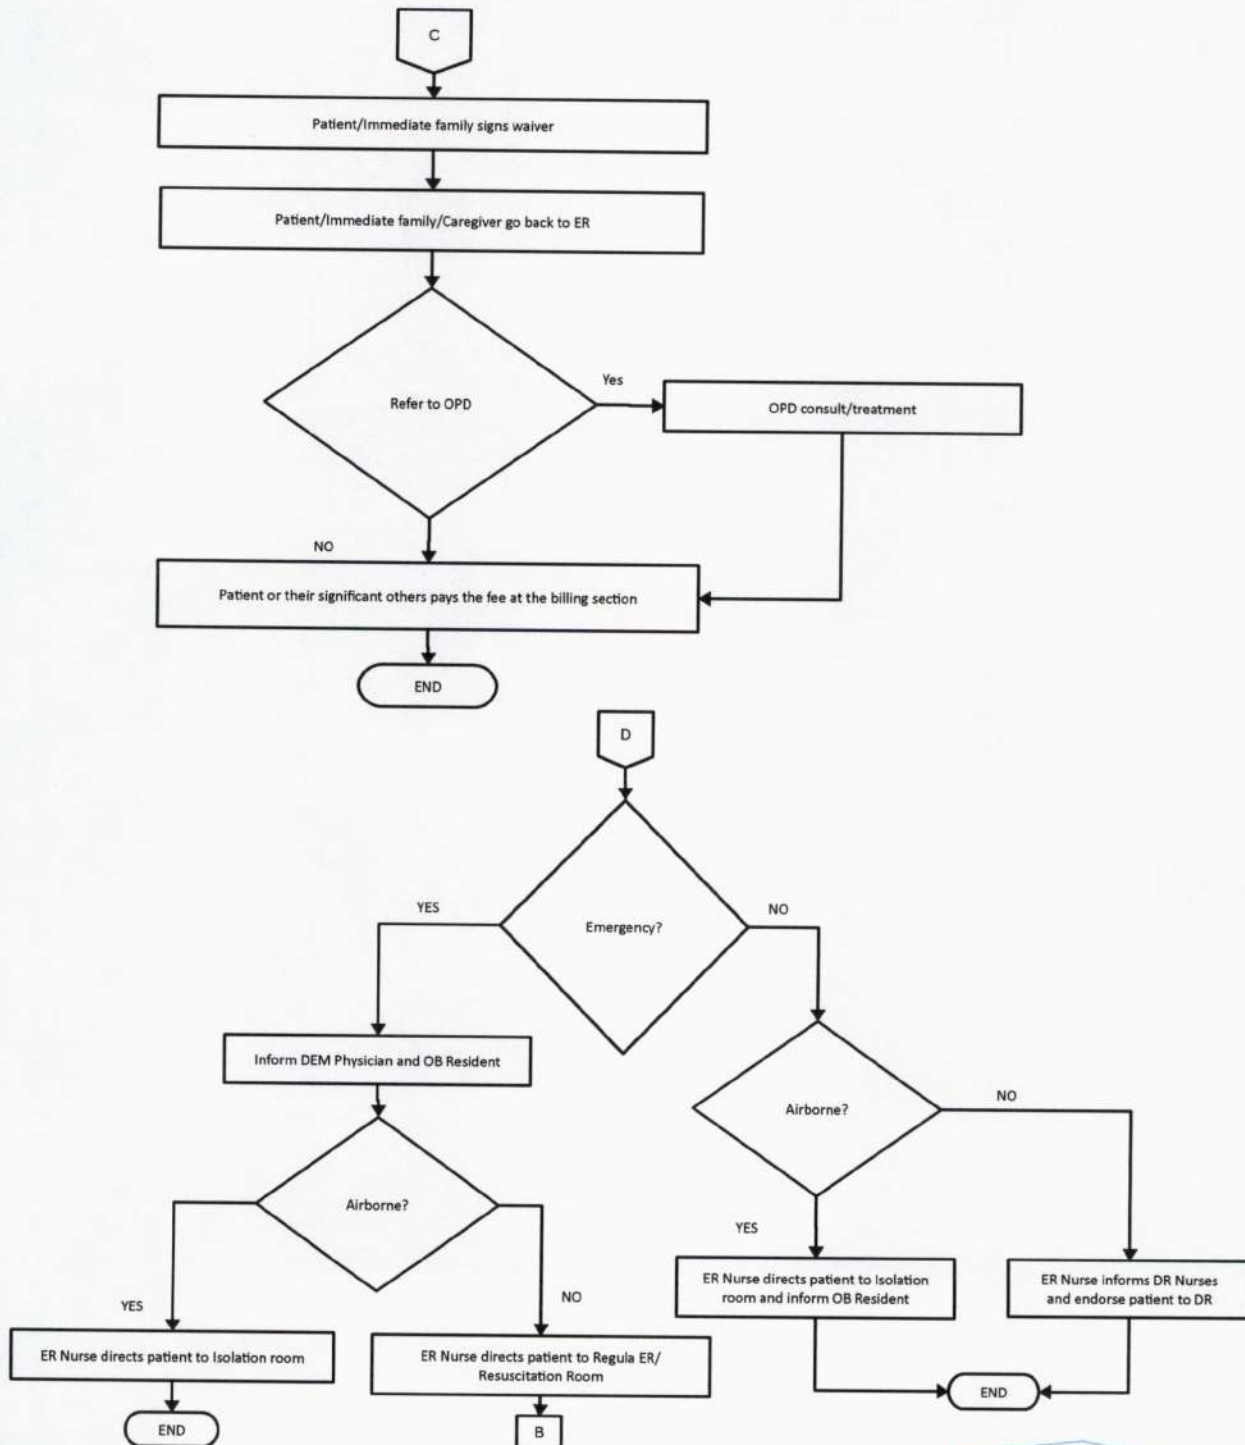 C
Patient/Immediate family signs waiver
Patient/Immediate family/Caregiver go back to ER
Refer to OPD
Yes
OPD consult/treatment
NO
Patient or their significant others pays the fee at the billing section
END
D
Emergency?
YES
NO
Inform DEM Physician and OB Resident
Airborne?
NO
Airborne?
YES
ER Nurse directs patient to Isolation
room and inform OB Resident
ER Nurse informs DR Nurses
and endorse patient to DR
YES
NO
ER Nurse directs patient to Isolation room
ER Nurse directs patient to Regula ER/
Resuscitation Room
END
END
B